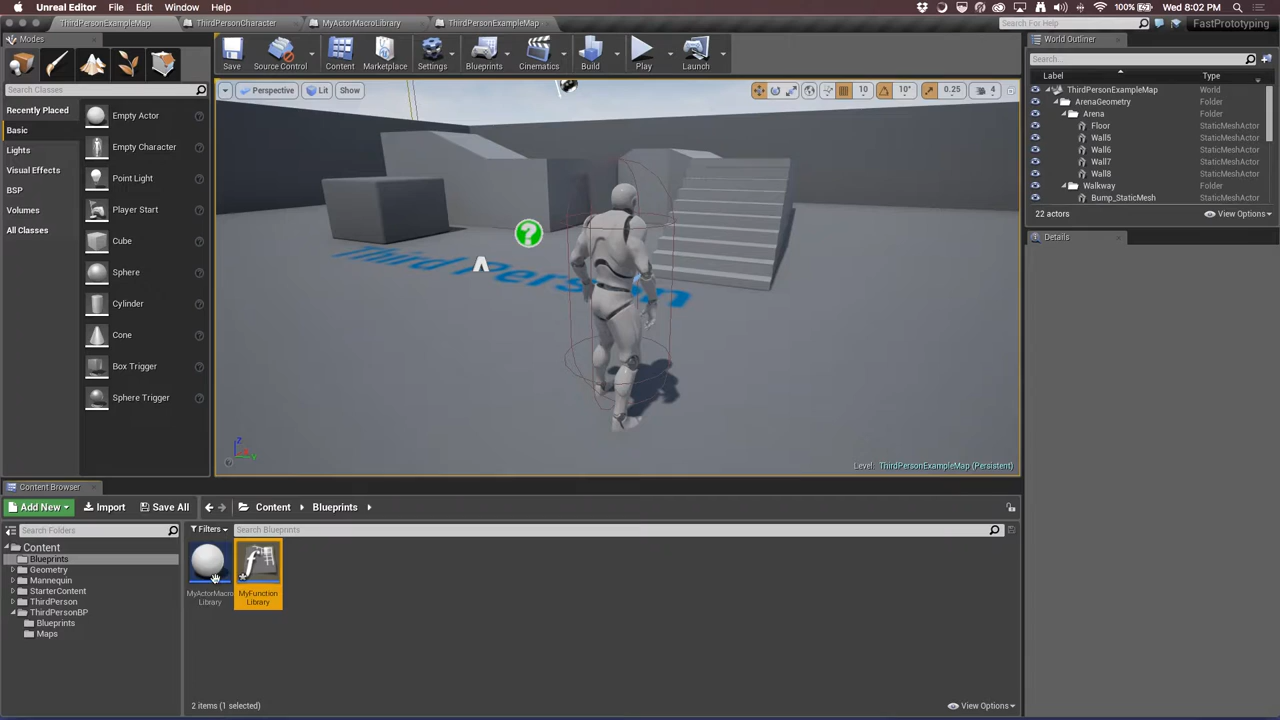 Unreal Editor File Edit Window Help
100% Wed 8:02 PM
ThirdPersonExampleMap ThirdPersonCharacter MyActorMacroLibrary ThirdPersonExampleMap
Search For Help
FastPrototyping
Modes
Save Source Control Content Marketplace Settings Blueprints Cinematics Build Play Launch
World Outliner
Search...
Label Type
ThirdPersonExampleMap World
ArenaGeometry Folder
Arena Folder
Floor StaticMeshActor
Wall5 StaticMeshActor
Wall6 StaticMeshActor
Wall7 StaticMeshActor
Wall8 StaticMeshActor
Walkway Folder
Bump_StaticMesh StaticMeshActor
22 actors View Options
Details
Search Classes
Recently Placed
Basic
Lights
Visual Effects
BSP
Volumes
All Classes
Empty Actor
Empty Character
Point Light
Player Start
Cube
Sphere
Cylinder
Cone
Box Trigger
Sphere Trigger
Perspective Lit Show
10 10° 0.25 4
Third Person
Level: ThirdPersonExampleMap (Persistent)
Content Browser
Add New Import Save All Content Blueprints
Search Folders
Filters Search Blueprints
Content
Blueprints
Geometry
Mannequin
StarterContent
ThirdPerson
ThirdPersonBP
Blueprints
Maps
MyActorMacro
Library
MyFunction
Library
2 items (1 selected) View Options